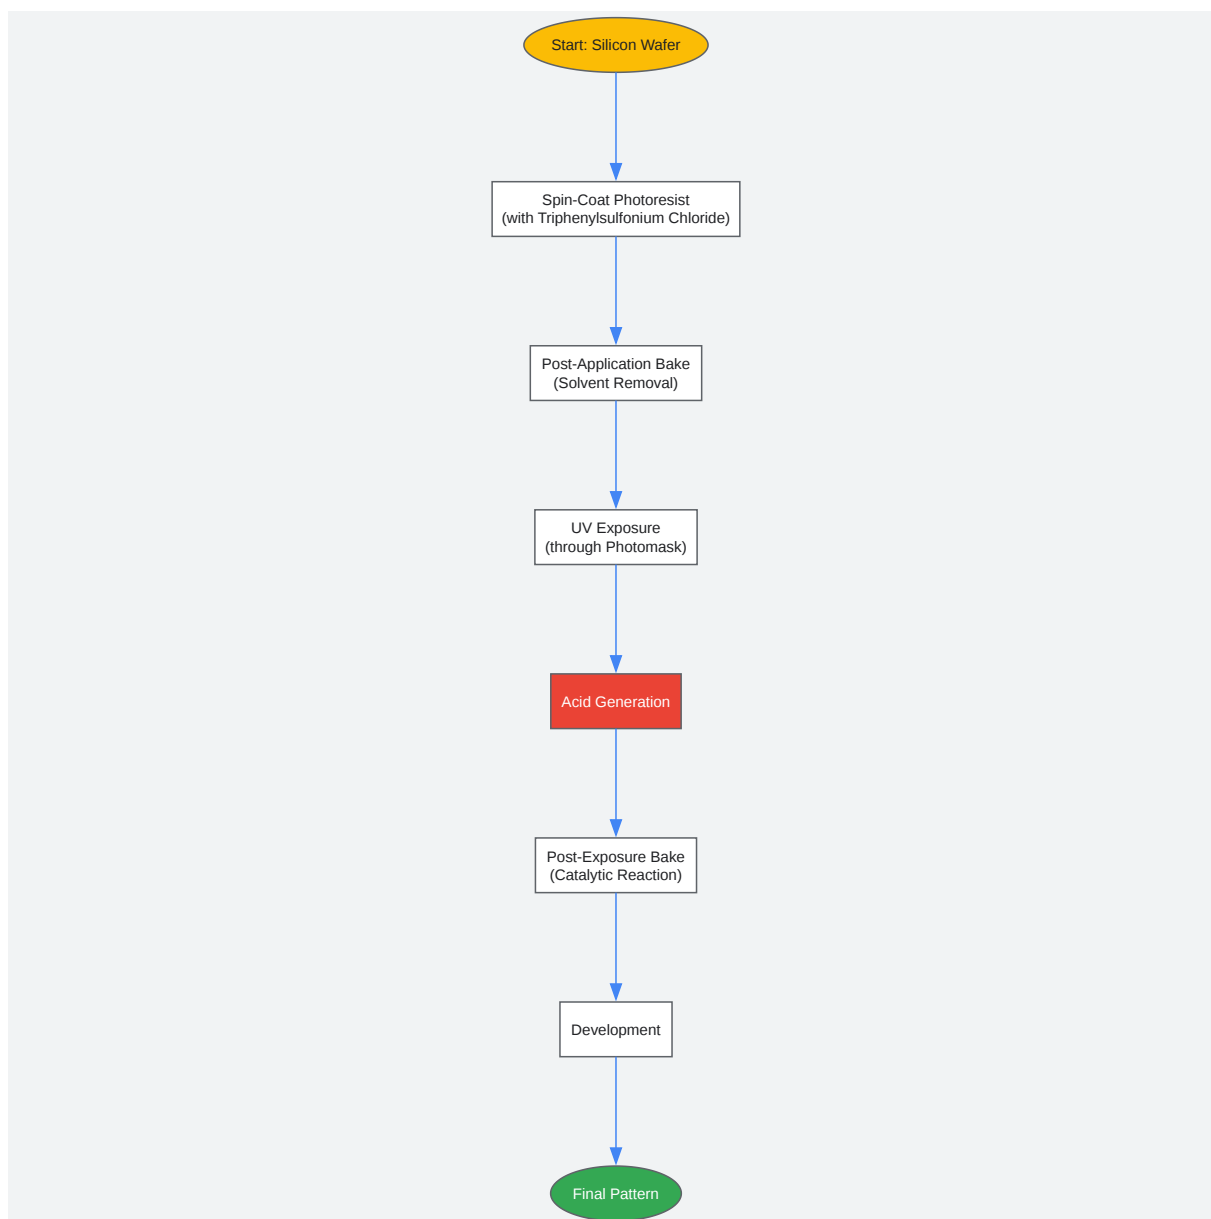 Start: Silicon Wafer
Spin-Coat Photoresist
(with Triphenylsulfonium Chloride)
Post-Application Bake
(Solvent Removal)
UV Exposure
(through Photomask)
Acid Generation
Post-Exposure Bake
(Catalytic Reaction)
Development
Final Pattern